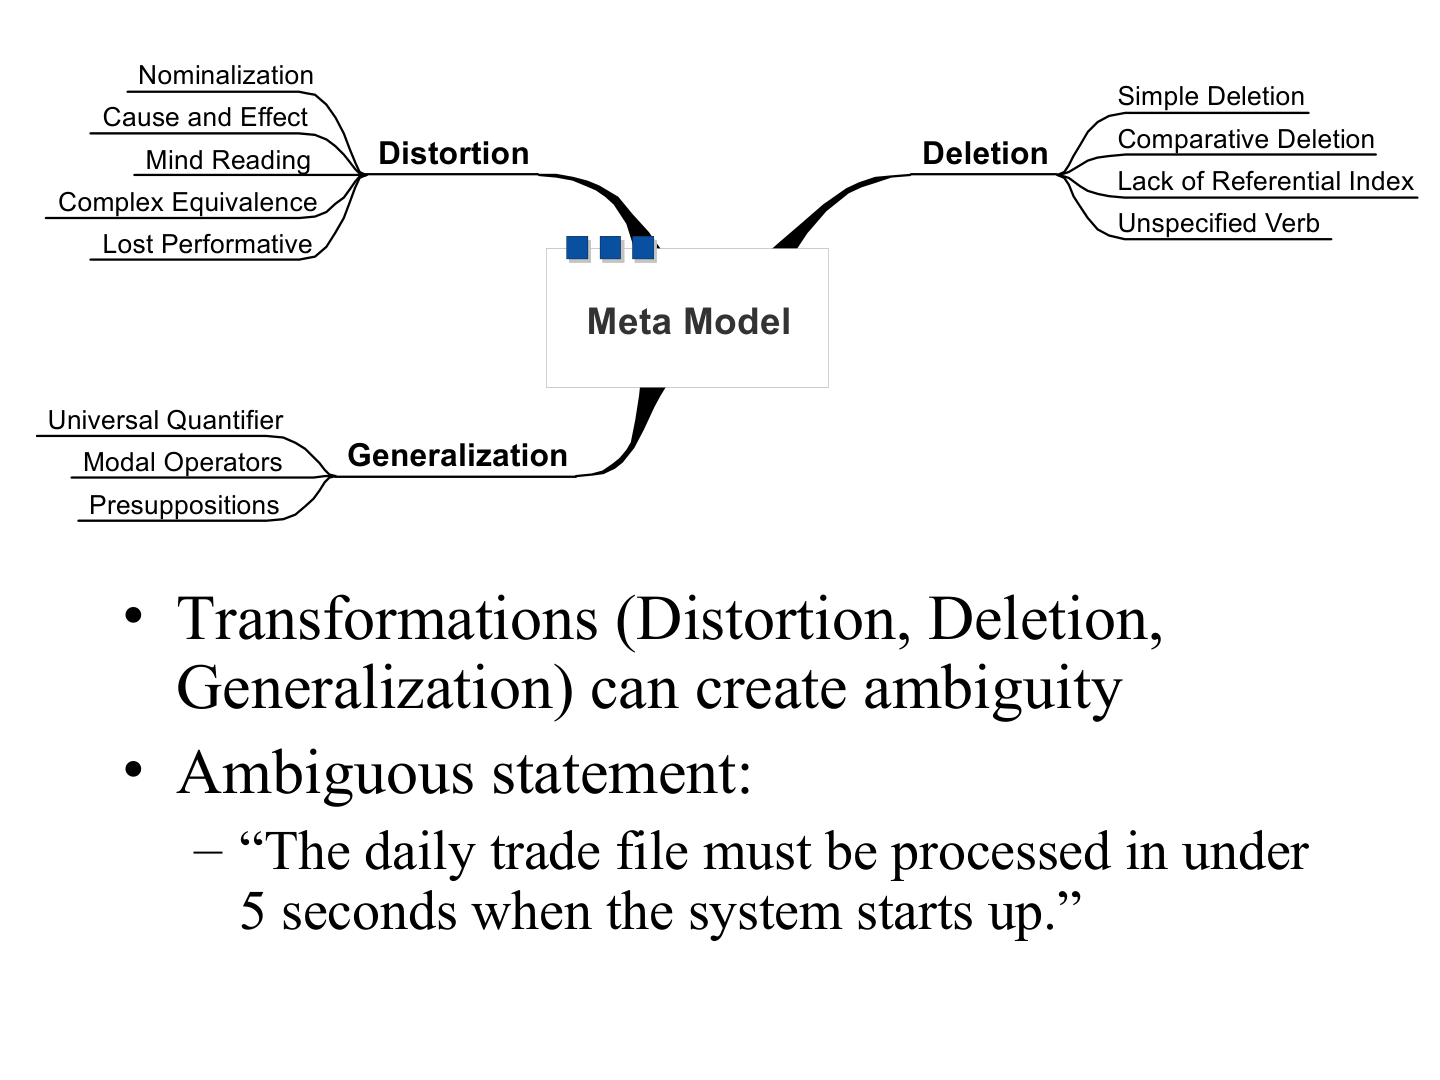 Nominalization
Cause and Effect
Mind Reading
Complex Equivalence
Lost Performative
Distortion
Deletion
Simple Deletion
Comparative Deletion
Lack of Referential Index
Unspecified Verb
Meta Model
Universal Quantifier
Modal Operators
Presuppositions
Generalization
• Transformations (Distortion, Deletion,
Generalization) can create ambiguity
• Ambiguous statement:
– “The daily trade file must be processed in under
5 seconds when the system starts up.”